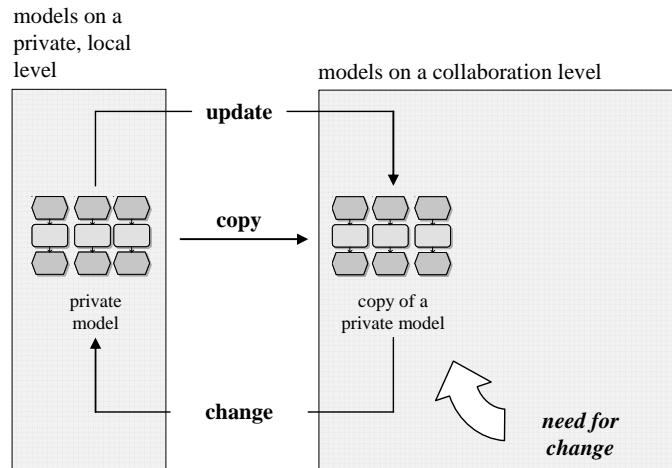 models on a
private, local
level
models on a collaboration level
update
copy
private
model
copy of a
private model
change
need for
change